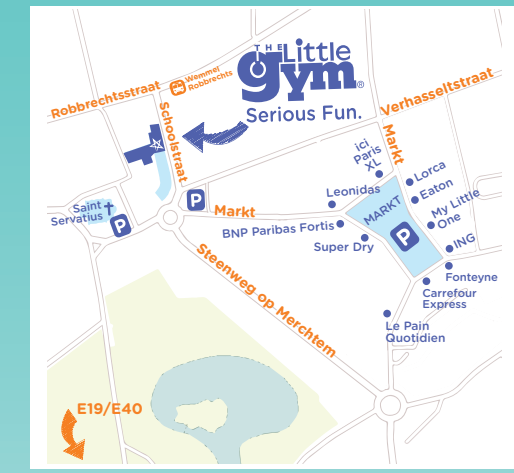 THE Little
gym®
Serious Fun.
Wemmel
Robbrechts
Robbrechtsstraat
Schoolstraat
Verhasseltstraat
Markt
ici
Paris
XL
Lorca
Eaton
My Little
One
ING
Leonidas
MARKT
P
Saint
Servatius
P
P
Markt
BNP Paribas Fortis
Super Dry
Fonteyne
Carrefour
Express
Le Pain
Quotidien
Steenweg op Merchtem
E19/E40